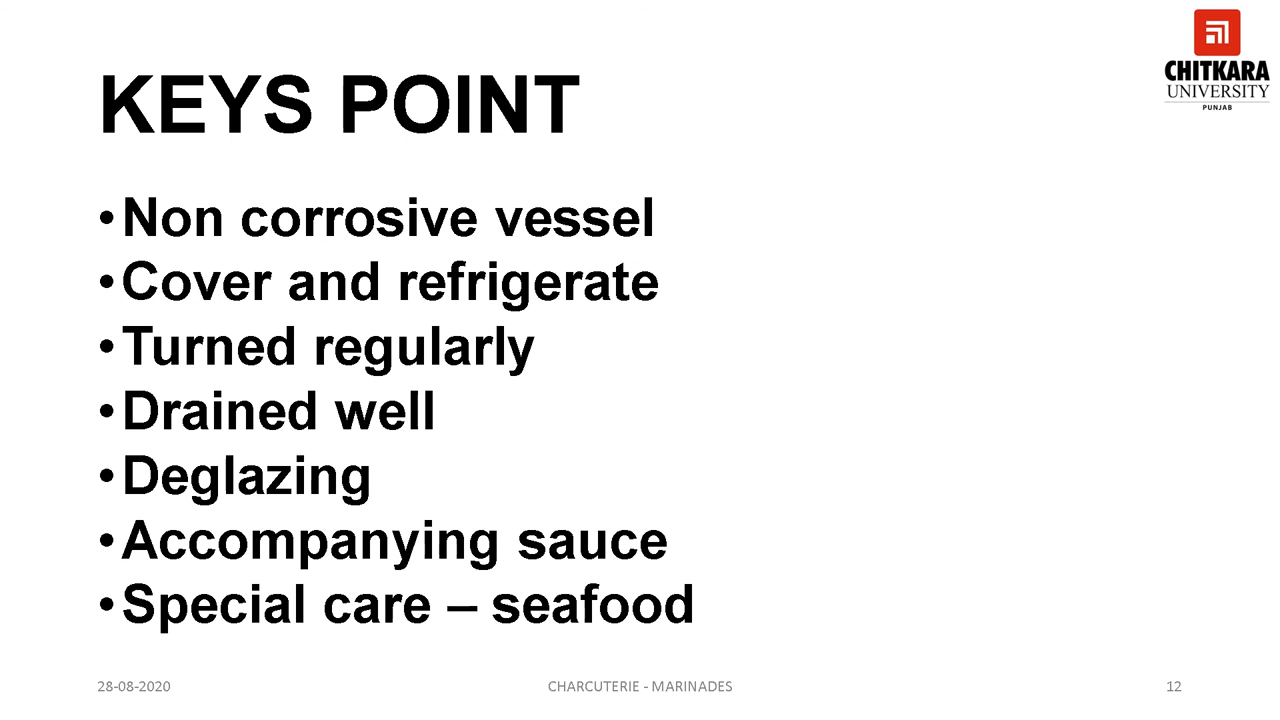 CHITKARA
UNIVERSITY
PUNJAB
KEYS POINT
•Non corrosive vessel
•Cover and refrigerate
•Turned regularly
•Drained well
•Deglazing
•Accompanying sauce
•Special care – seafood
28-08-2020
CHARCUTERIE - MARINADES
12